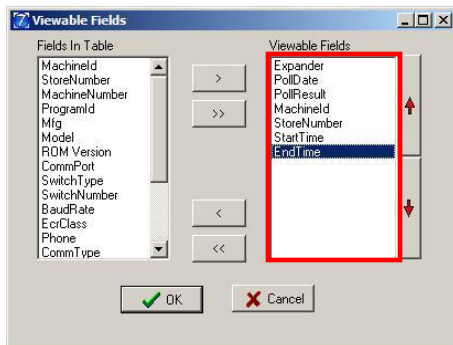 Viewable Fields
Fields In Table
MachineId
StoreNumber
MachineNumber
ProgramId
Mfg
Model
ROM Version
CommPort
SwitchType
SwitchNumber
BaudRate
EcrClass
Phone
CommType
>
>>
<
<<
Viewable Fields
Expander
PollDate
PollResult
MachineId
StoreNumber
StartTime
EndTime
OK
Cancel